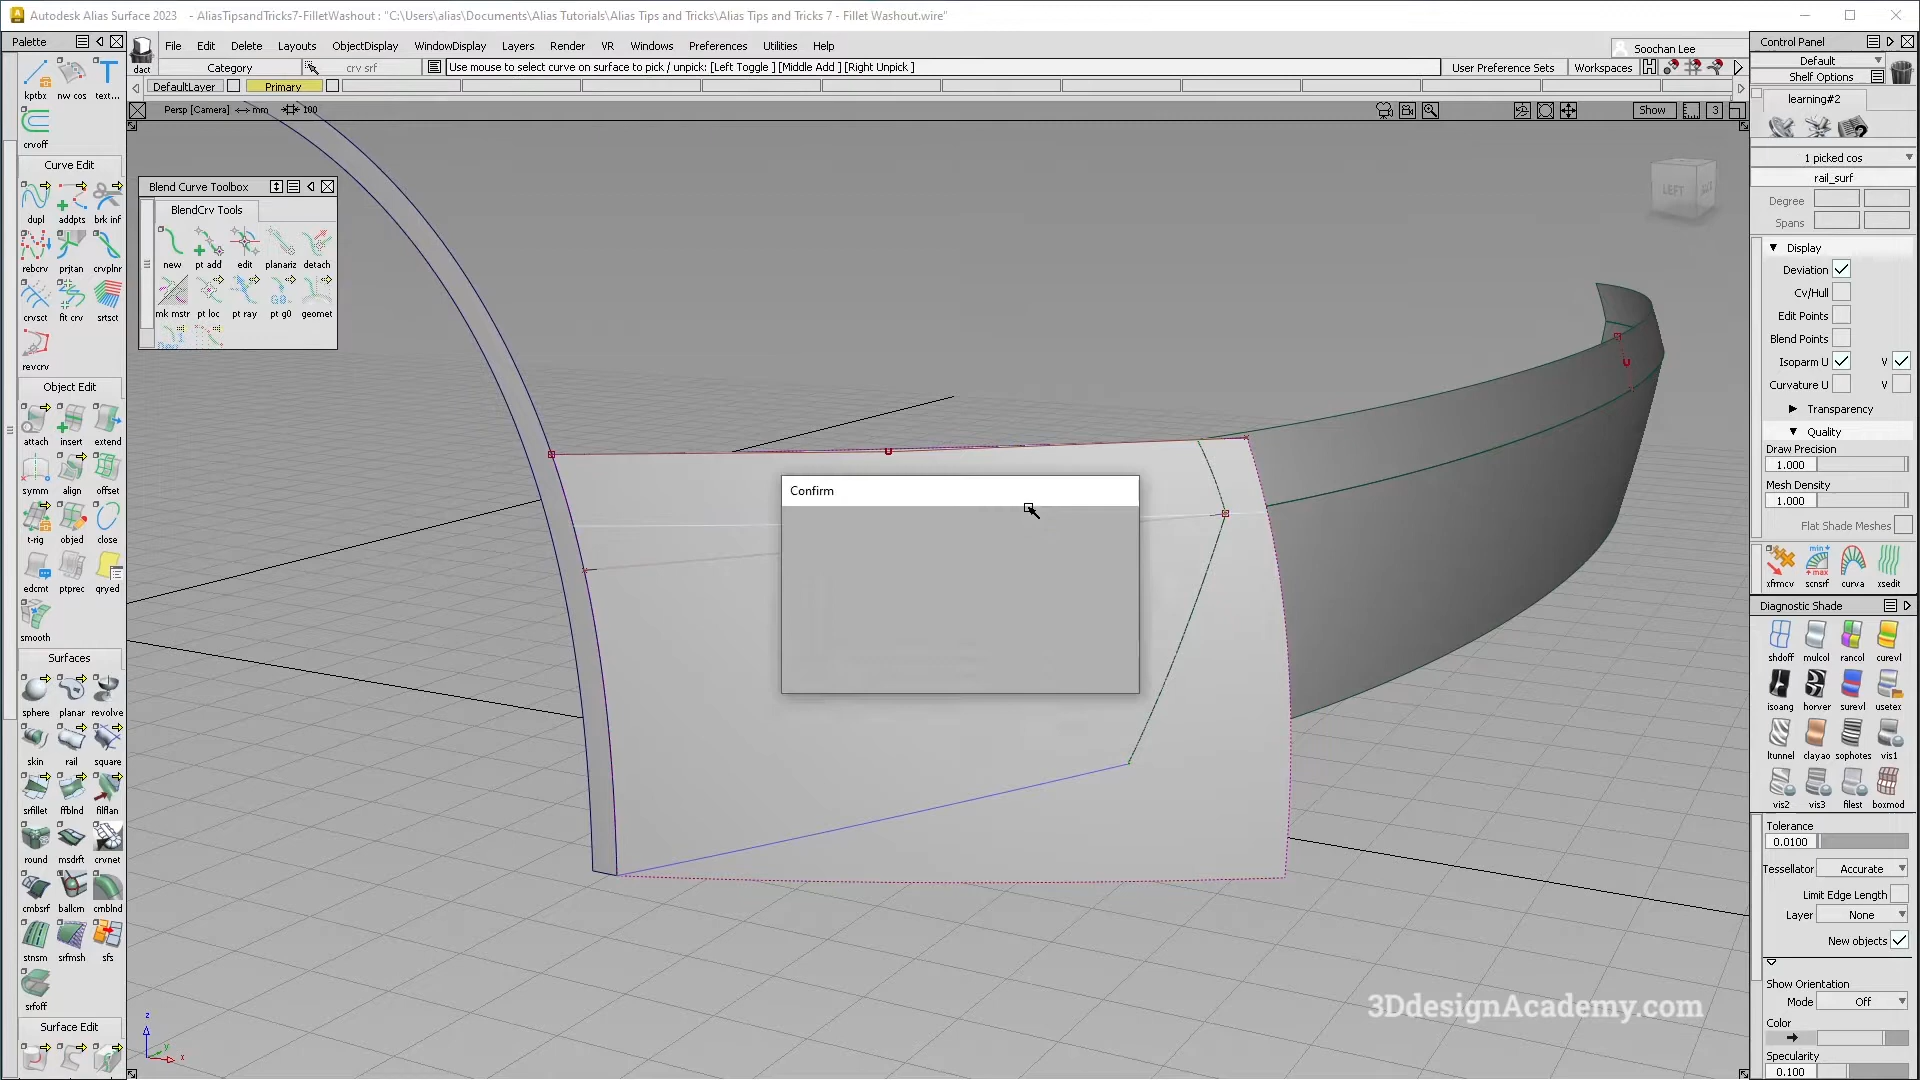 Autodesk Alias Surface 2023 - AliasTipsandTricks7-FilletWashout : "C:\Users\alias\Documents\Alias Tutorials\Alias Tips and Tricks\Alias Tips and Tricks 7 - Fillet Washout.wire"
Palette
File Edit Delete Layouts ObjectDisplay WindowDisplay Layers Render VR Windows Preferences Utilities Help
Soochan Lee
dact
Category
crv srf
Use mouse to select curve on surface to pick / unpick: [Left Toggle ] [Middle Add ] [Right Unpick ]
User Preference Sets
Workspaces
DefaultLayer
Primary
Persp [Camera] <-> mm
100
Show
3
kptbx nw cos text...
crvoff
Curve Edit
dupl addpts brk inf
rebcrv prjtan crvplnr
crvsct fit crv srtsct
revcrv
Object Edit
attach insert extend
symm align offset
t-rig objed close
edcmt ptprec qryed
smooth
Surfaces
sphere planar revolve
skin rail square
srfillet ffblnd filflan
round msdrft crvnet
cmbsrf ballcrn cmblnd
stnsrn srfmsh sfs
srfoff
Surface Edit
Blend Curve Toolbox
BlendCrv Tools
new pt add edit planariz detach
mk mstr pt loc pt ray pt g0 geomet
G0.
Confirm
U
U
LEFT
z
y
x
3DdesignAcademy.com
Control Panel
Default
Shelf Options
learning#2
1 picked cos
rail_surf
Degree
Spans
Display
Deviation
Cv/Hull
Edit Points
Blend Points
Isoparm U V
Curvature U V
Transparency
Quality
Draw Precision
1.000
Mesh Density
1.000
Flat Shade Meshes
min
max
xfrmcv scnsrf curva xsedit
Diagnostic Shade
shdoff mulcol rancol curevl
isoang horver surevl usetex
ltunnel clayao sophotes vis1
vis2 vis3 filest boxmod
Tolerance
0.0100
Tessellator Accurate
Limit Edge Length
Layer None
New objects
Show Orientation
Mode Off
Color
Specularity
0.100